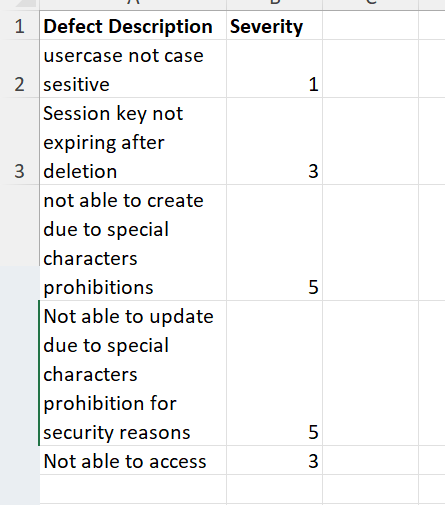 1 Defect Description Severity
usercase not case
2 sesitive 1
Session key not
expiring after
3 deletion 3
not able to create
due to special
characters
prohibitions 5
Not able to update
due to special
characters
prohibition for
security reasons 5
Not able to access 3